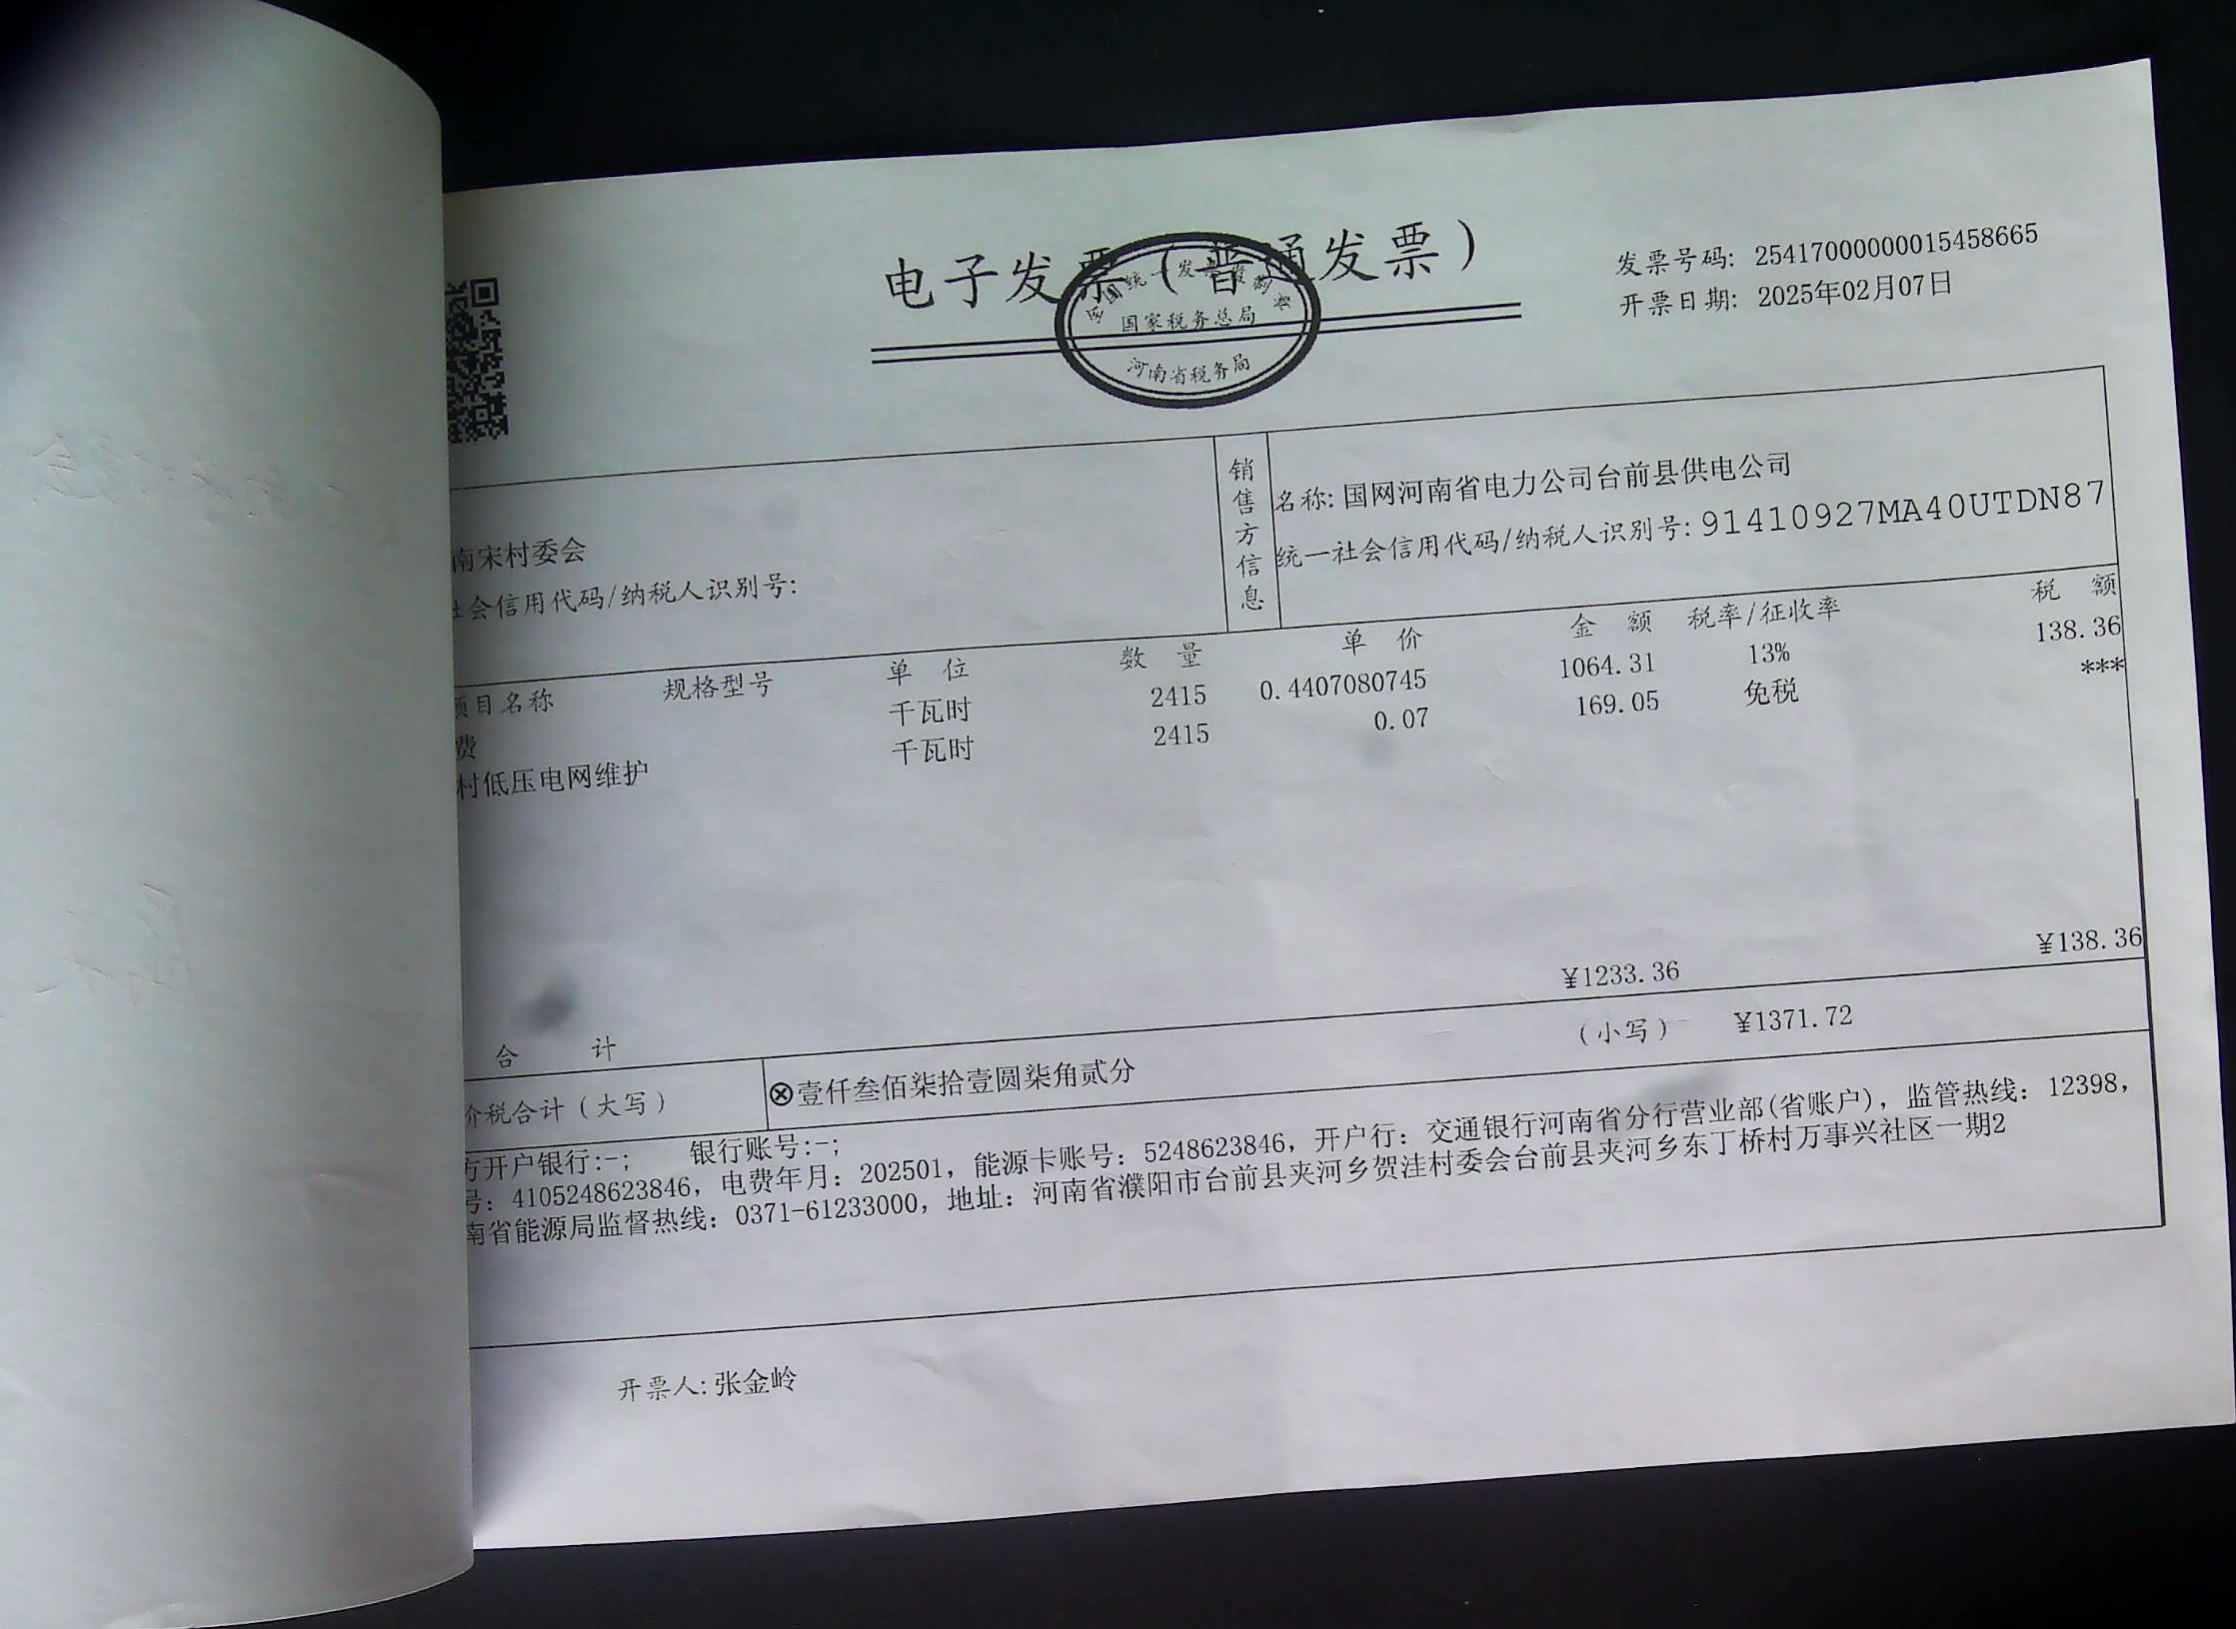 电子发票（普通发票）
全国统一发票监制章
国家税务总局
河南省税务局
发票号码: 25417000000015458665
开票日期: 2025年02月07日
南宋村委会
社会信用代码/纳税人识别号:
销售方信息
名称: 国网河南省电力公司台前县供电公司
统一社会信用代码/纳税人识别号: 91410927MA40UTDN87
项目名称 规格型号 单位 数量 单价 金额 税率/征收率 税额
费 千瓦时 2415 0.4407080745 1064.31 13% 138.36
村低压电网维护 千瓦时 2415 0.07 169.05 免税 ***
合计 ¥1233.36 ¥138.36
价税合计（大写） ⊗壹仟叁佰柒拾壹圆柒角贰分 （小写） ¥1371.72
方开户银行:-; 银行账号:-;
号: 4105248623846, 电费年月: 202501, 能源卡账号: 5248623846, 开户行: 交通银行河南省分行营业部(省账户), 监管热线: 12398,
南省能源局监督热线: 0371-61233000, 地址: 河南省濮阳市台前县夹河乡贺洼村委会台前县夹河乡东丁桥村万事兴社区一期2
开票人: 张金岭